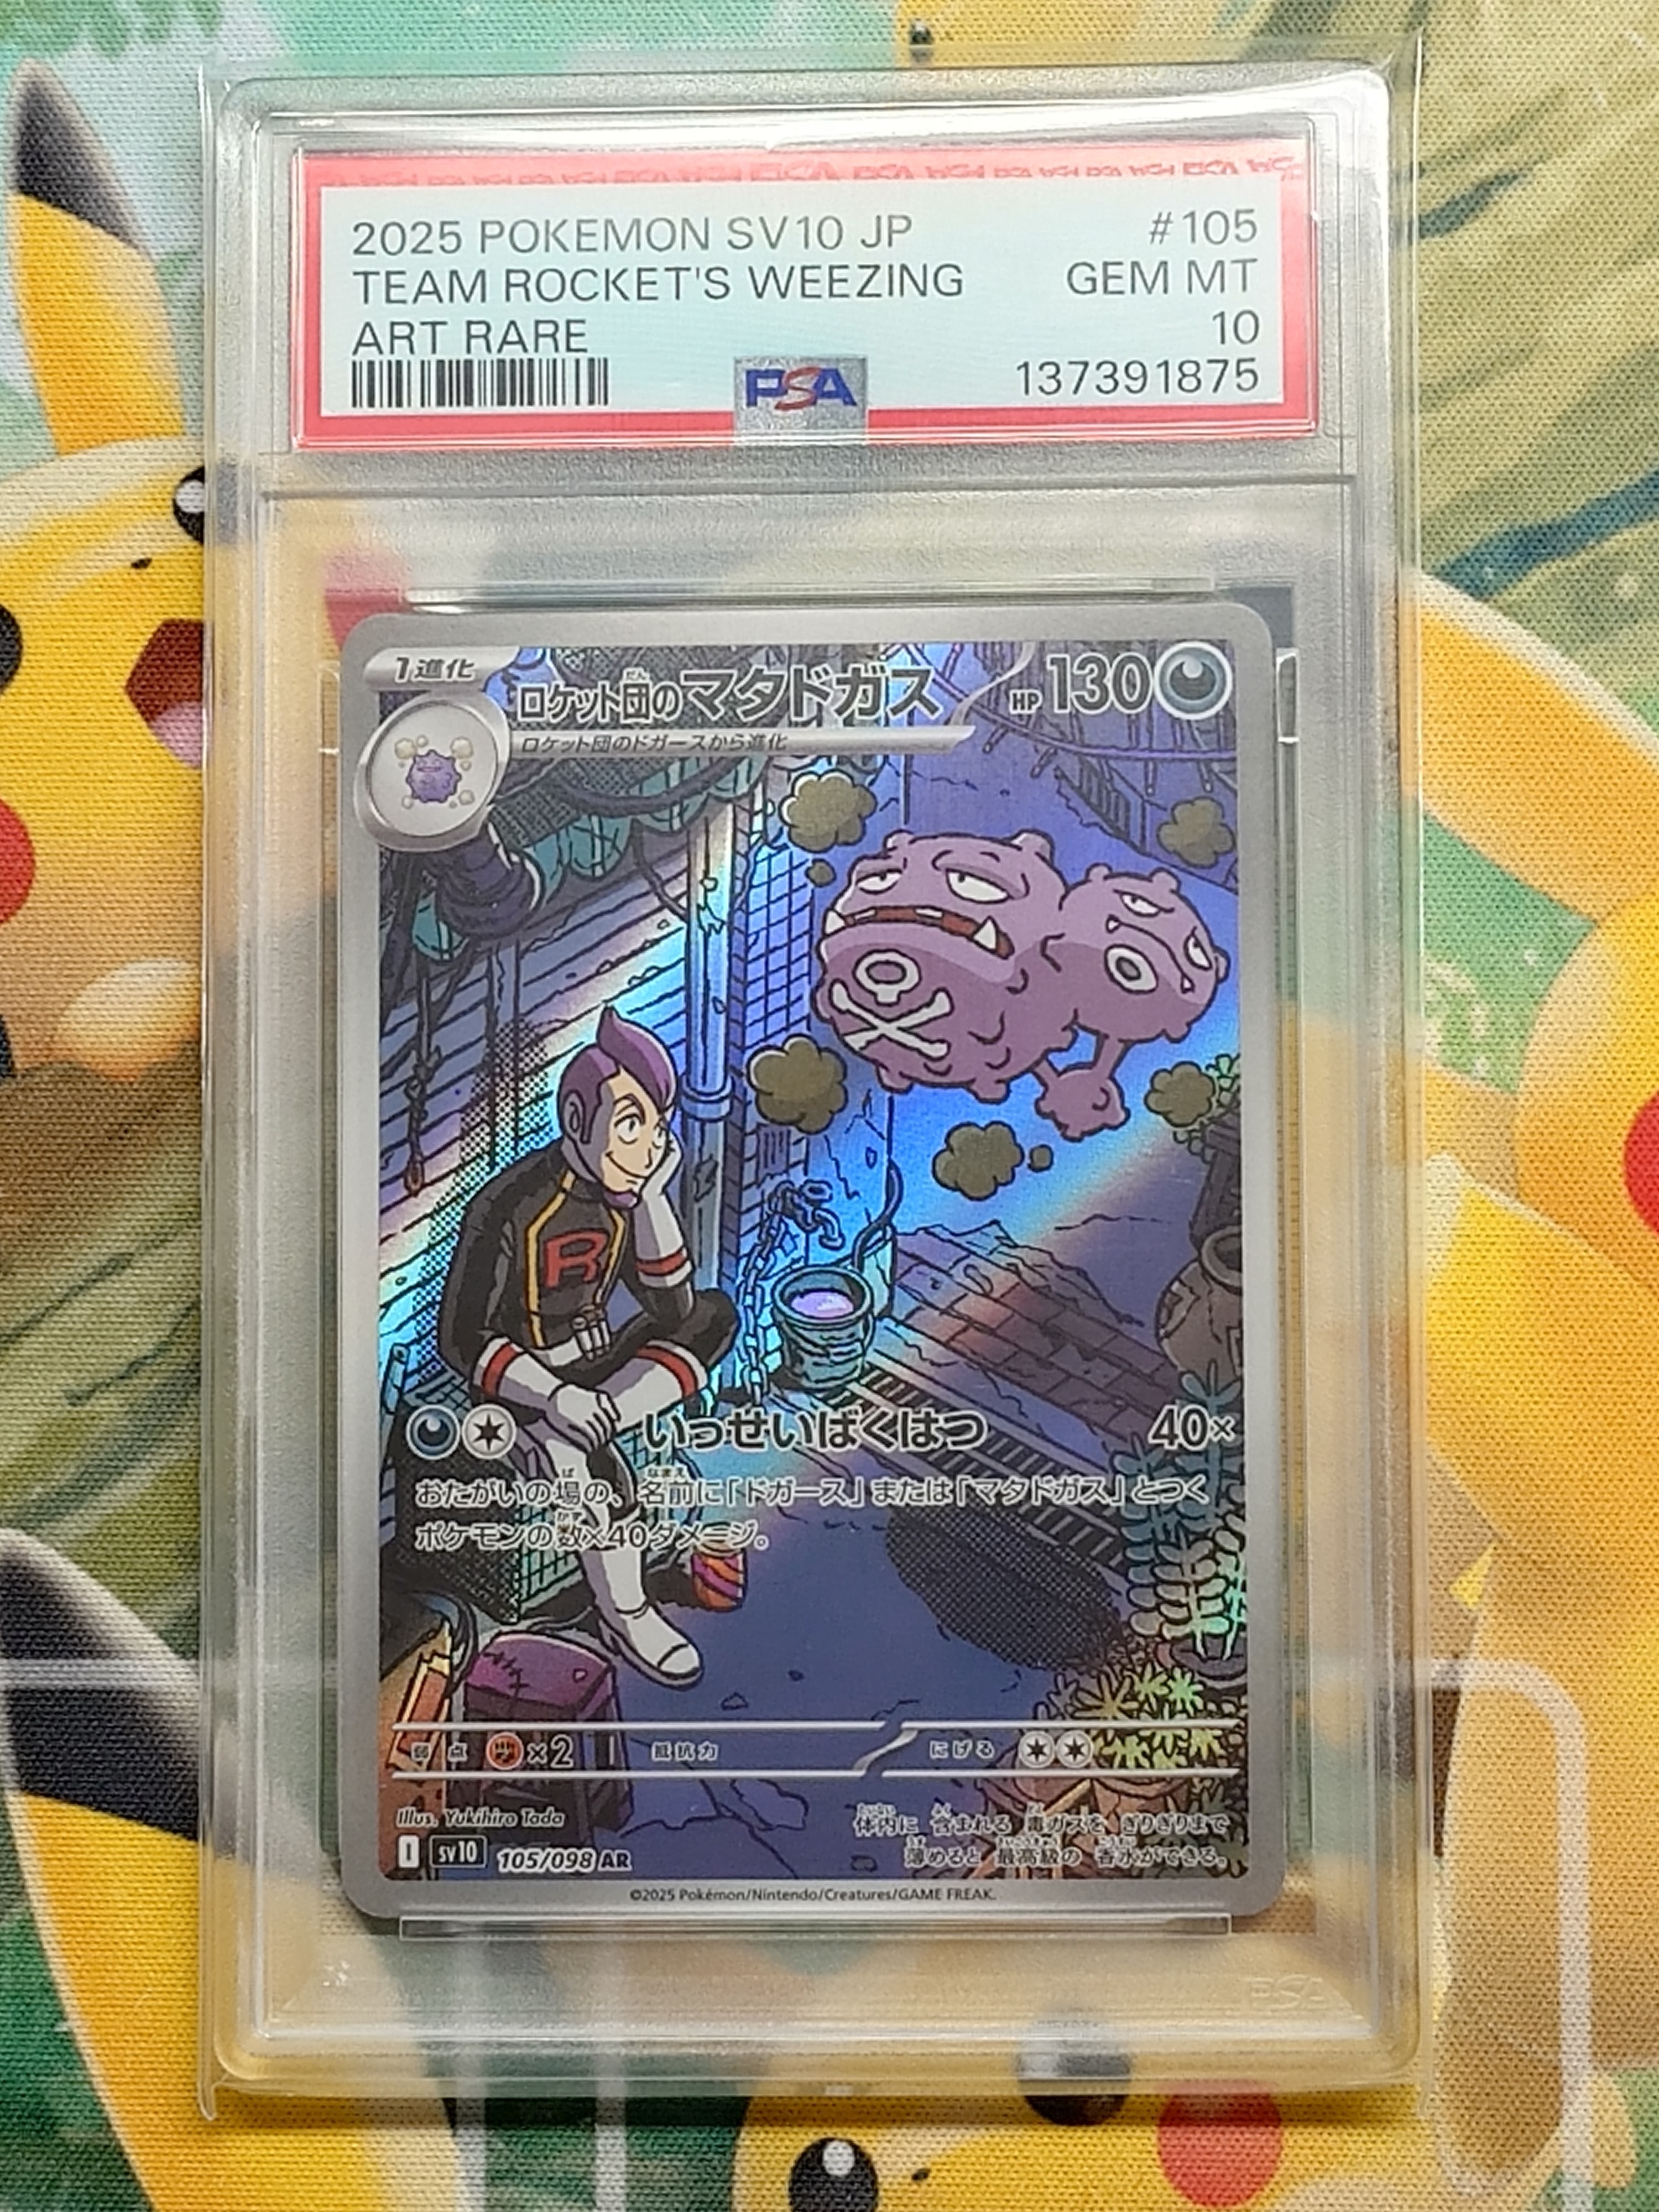 2025 POKEMON SV10 JP #105
TEAM ROCKET'S WEEZING GEM MT
ART RARE 10
PSA 137391875
1進化
ロケット団のマタドガス HP 130
ロケット団のドガースから進化
R
いっせいばくはつ 40×
おたがいの場の、名前に「ドガース」または「マタドガス」とつく
ポケモンの数×40ダメージ。
弱点 ×2 抵抗力 にげる
Illus. Yukihiro Tada
体内に 含まれる 毒ガスを ぎりぎりまで
薄めると 最高級の 香水ができる。
I sv10 105/098 AR
©2025 Pokémon/Nintendo/Creatures/GAME FREAK.
PSA